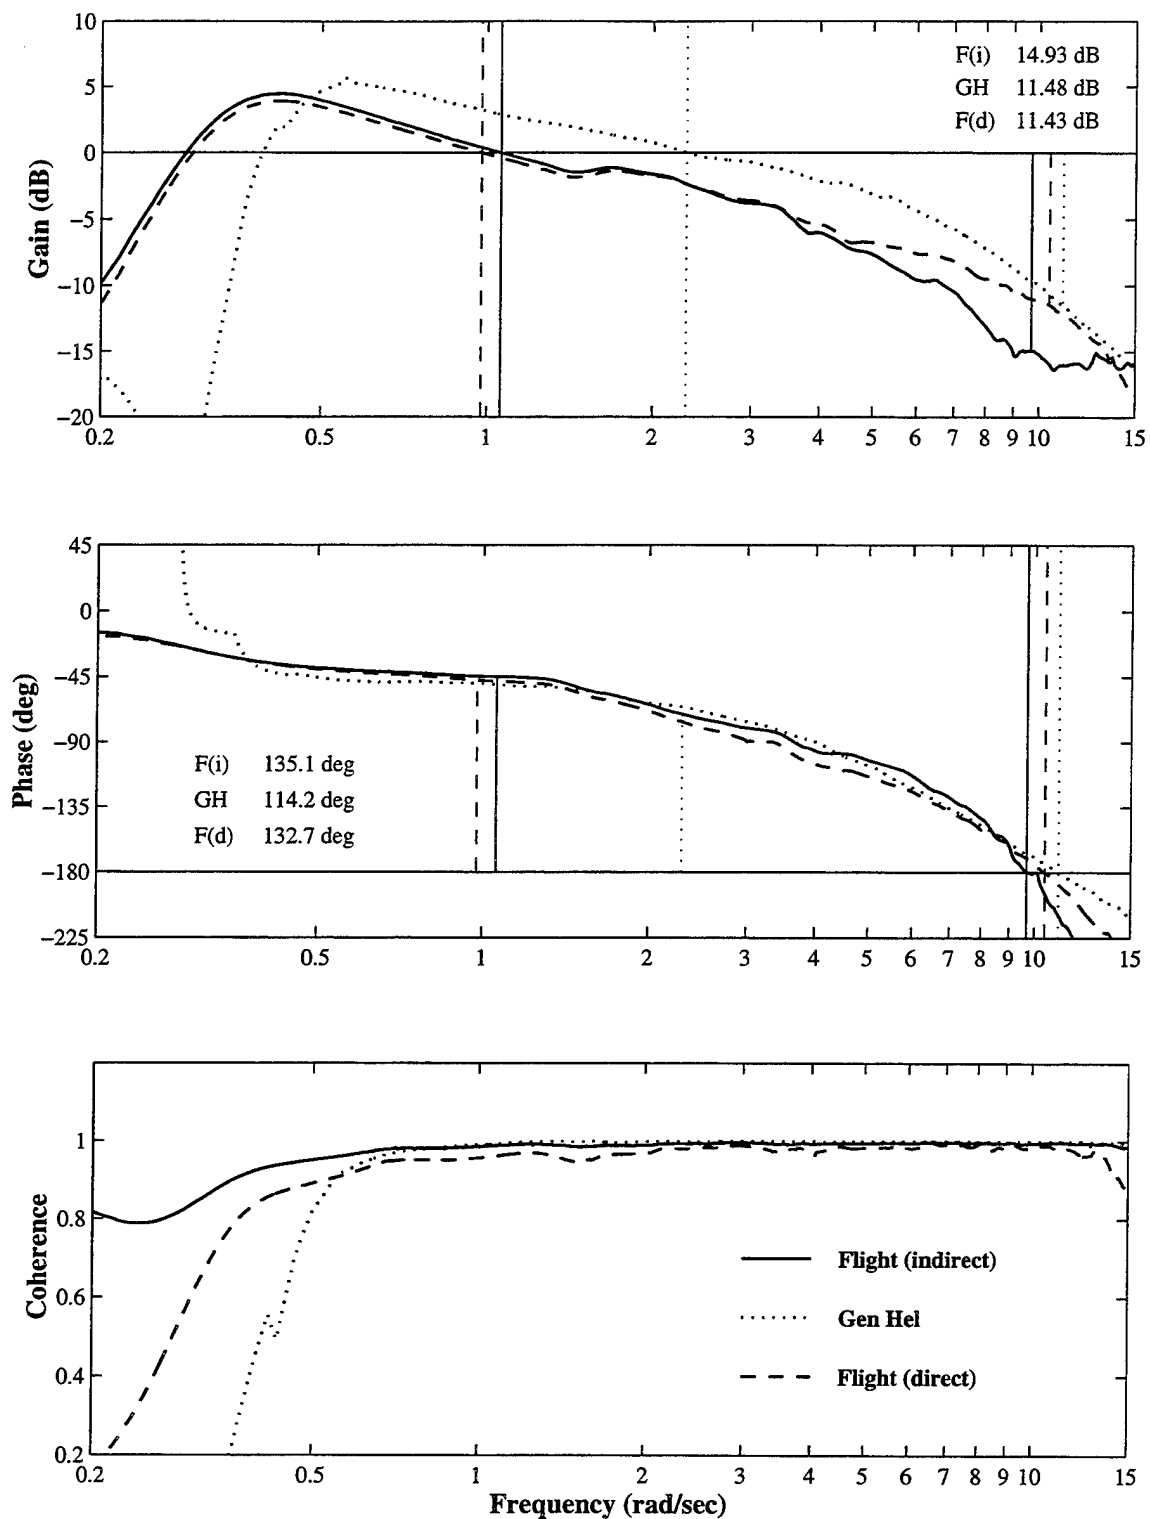 10
5
0
−5
−10
−15
−20
Gain (dB)
F(i) 14.93 dB
GH 11.48 dB
F(d) 11.43 dB
0.2 0.5 1 2 3 4 5 6 7 8 9 10 15
45
0
−45
−90
−135
−180
−225
Phase (deg)
F(i) 135.1 deg
GH 114.2 deg
F(d) 132.7 deg
0.2 0.5 1 2 3 4 5 6 7 8 9 10 15
1
0.8
0.6
0.4
0.2
Coherence
Flight (indirect)
Gen Hel
Flight (direct)
0.2 0.5 1 2 3 4 5 6 7 8 9 10 15
Frequency (rad/sec)